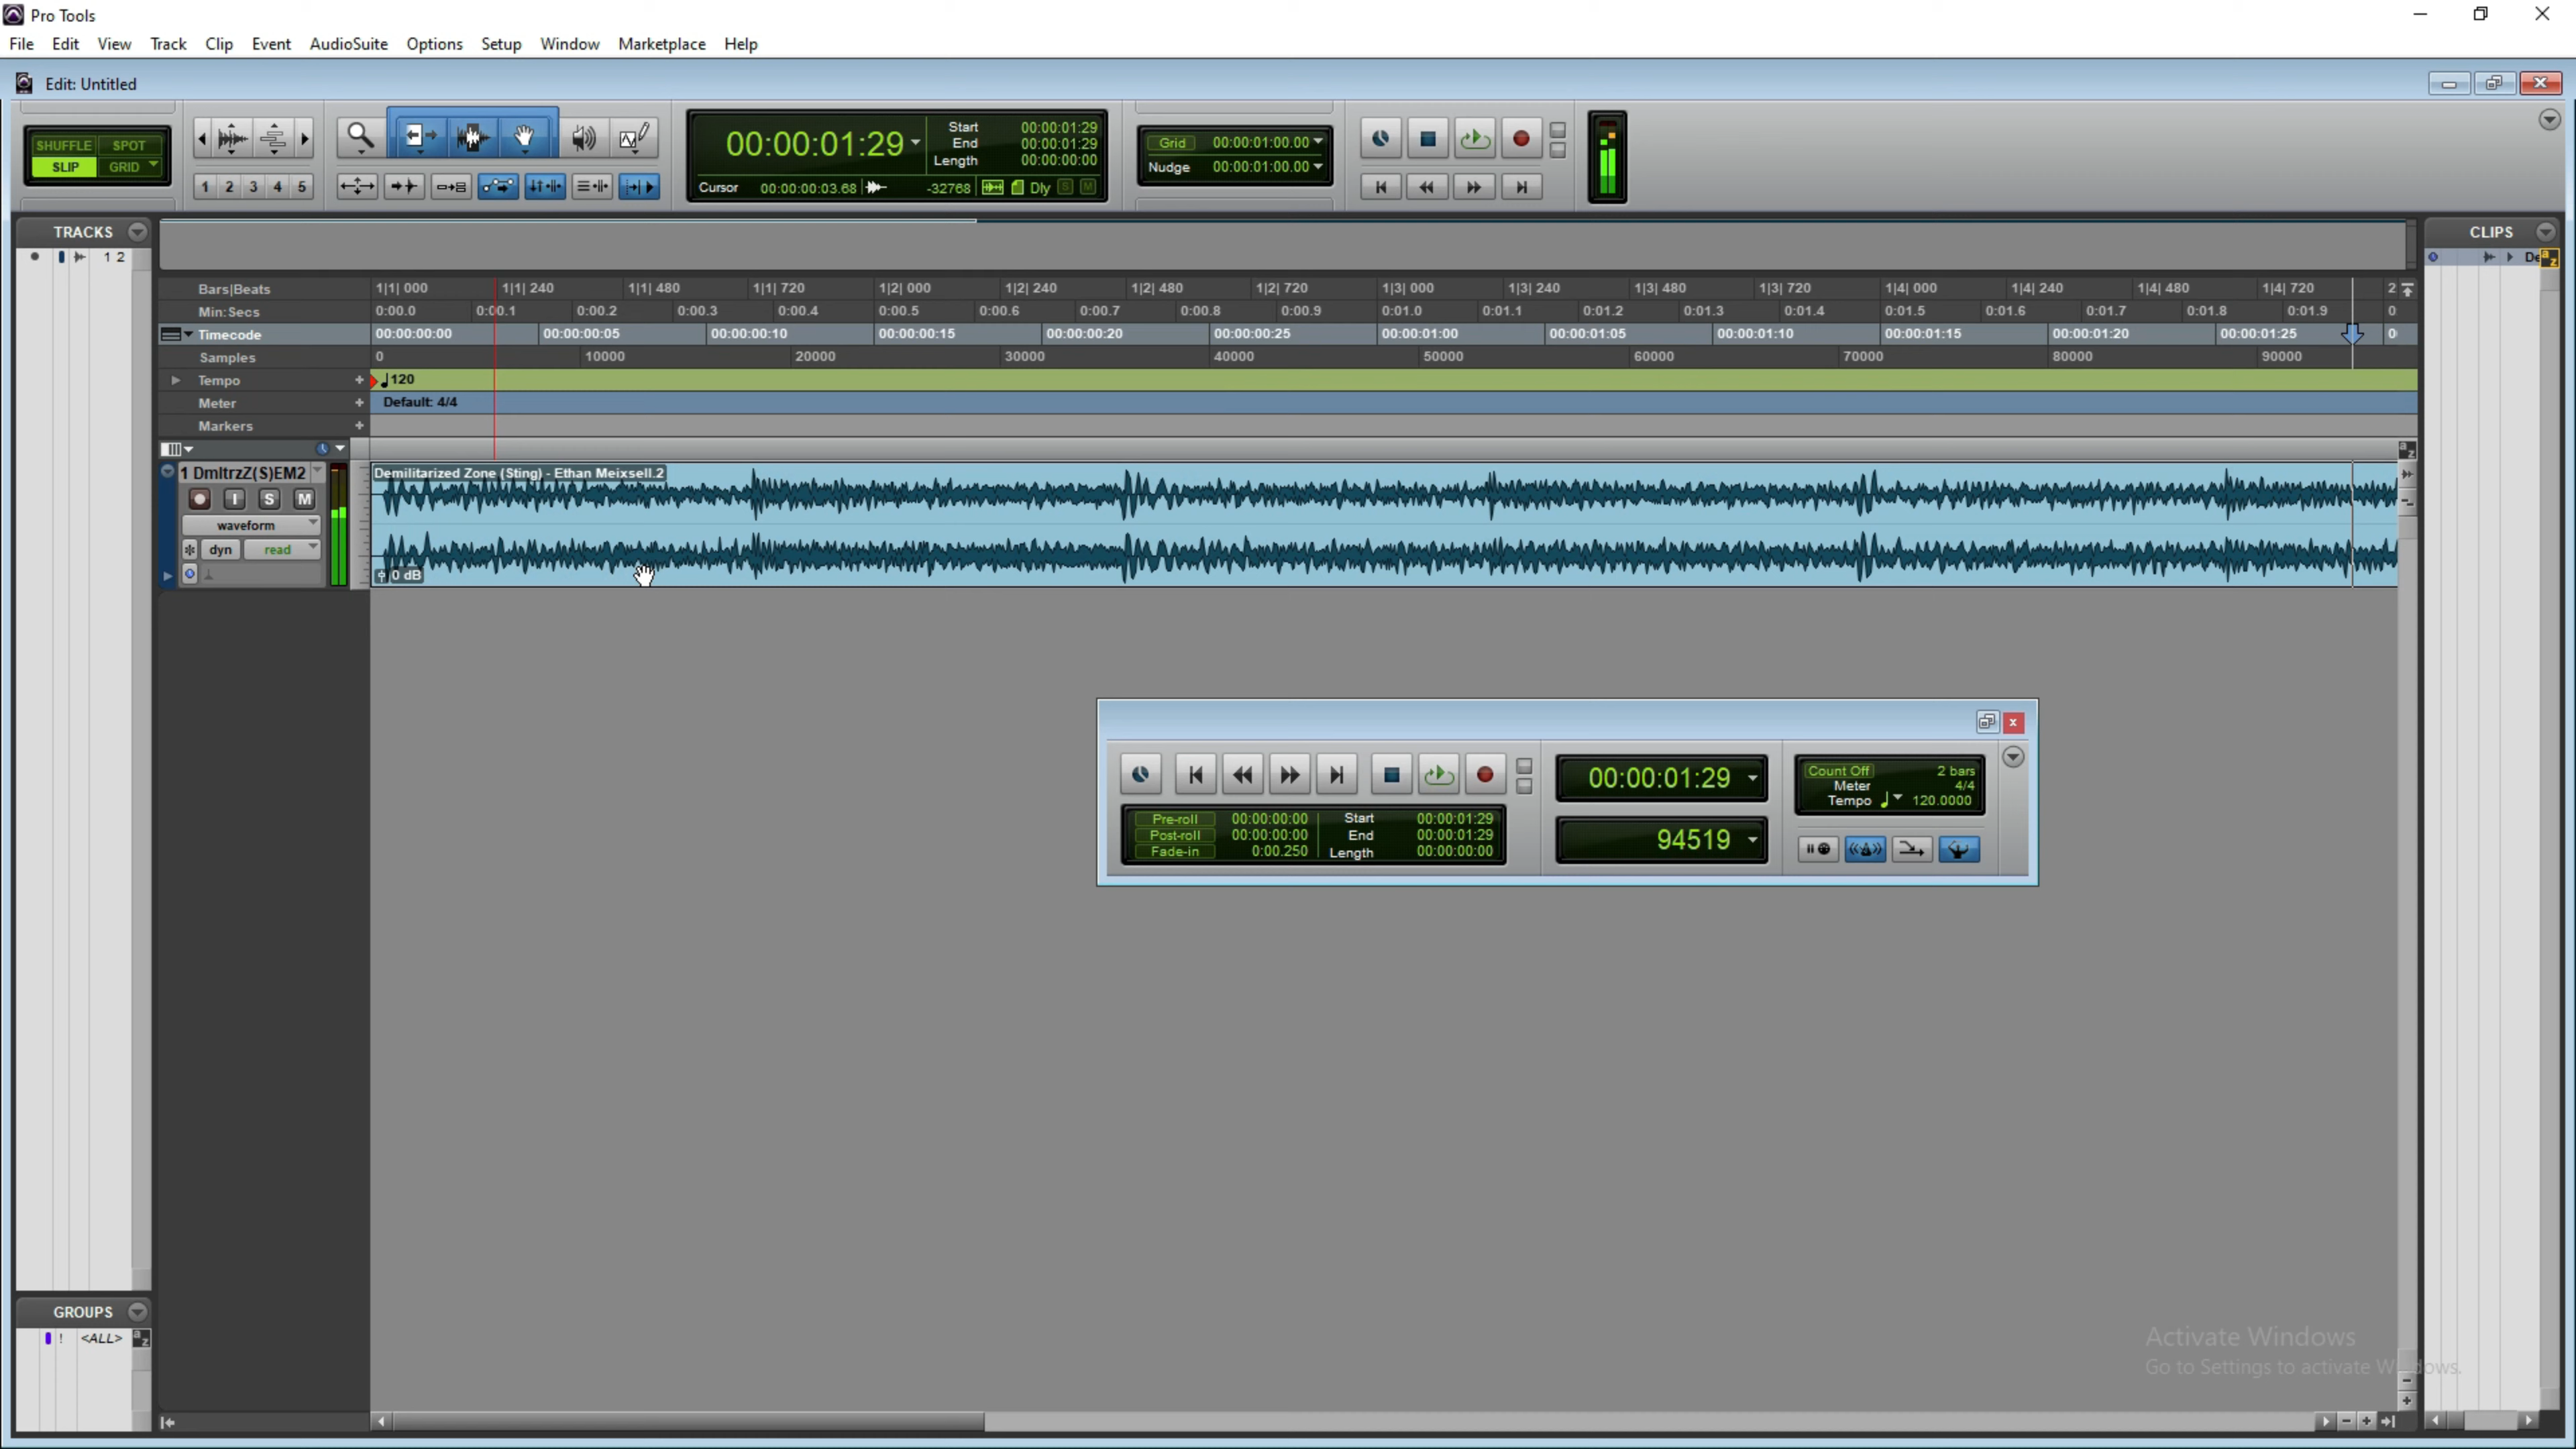 Pro Tools
File Edit View Track Clip Event AudioSuite Options Setup Window Marketplace Help
Edit: Untitled
SHUFFLE SPOT
SLIP GRID
1 2 3 4 5
00:00:01:29
Start 00:00:01:29
End 00:00:01:29
Length 00:00:00:00
Cursor 00:00:00:03.68 -32768 Dly S M
Grid 00:00:01:00.00
Nudge 00:00:01:00.00
TRACKS
1 2
CLIPS
De
Bars|Beats 1|1| 000 1|1| 240 1|1| 480 1|1| 720 1|2| 000 1|2| 240 1|2| 480 1|2| 720 1|3| 000 1|3| 240 1|3| 480 1|3| 720 1|4| 000 1|4| 240 1|4| 480 1|4| 720 2
Min:Secs 0:00.0 0:00.1 0:00.2 0:00.3 0:00.4 0:00.5 0:00.6 0:00.7 0:00.8 0:00.9 0:01.0 0:01.1 0:01.2 0:01.3 0:01.4 0:01.5 0:01.6 0:01.7 0:01.8 0:01.9 0
Timecode 00:00:00:00 00:00:00:05 00:00:00:10 00:00:00:15 00:00:00:20 00:00:00:25 00:00:01:00 00:00:01:05 00:00:01:10 00:00:01:15 00:00:01:20 00:00:01:25 0
Samples 0 10000 20000 30000 40000 50000 60000 70000 80000 90000
Tempo + ♩120
Meter + Default: 4/4
Markers +
1 DmltrzZ(S)EM2
I S M
waveform
dyn read
Demilitarized Zone (Sting) - Ethan Meixsell.2
0 dB
Pre-roll 00:00:00:00
Post-roll 00:00:00:00
Fade-in 0:00.250
Start 00:00:01:29
End 00:00:01:29
Length 00:00:00:00
00:00:01:29
94519
Count Off 2 bars
Meter 4/4
Tempo ♩ 120.0000
GROUPS
! <ALL> a z
Activate Windows
Go to Settings to activate Windows.